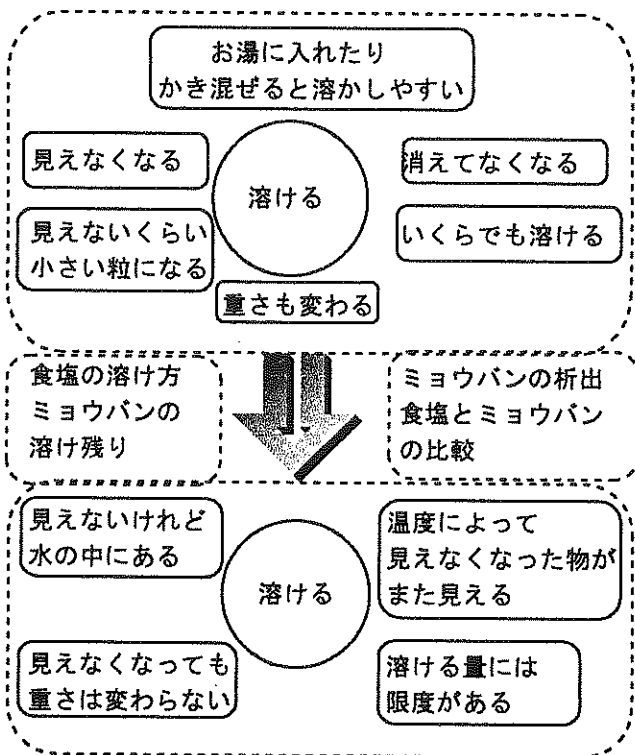 お湯に入れたり
かき混ぜると溶かしやすい
見えなくなる
溶ける
消えてなくなる
見えないくらい
小さい粒になる
いくらでも溶ける
重さも変わる
食塩の溶け方
ミョウバンの
溶け残り
ミョウバンの析出
食塩とミョウバン
の比較
見えないけれど
水の中にある
溶ける
温度によって
見えなくなった物が
また見える
見えなくなっても
重さは変わらない
溶ける量には
限度がある